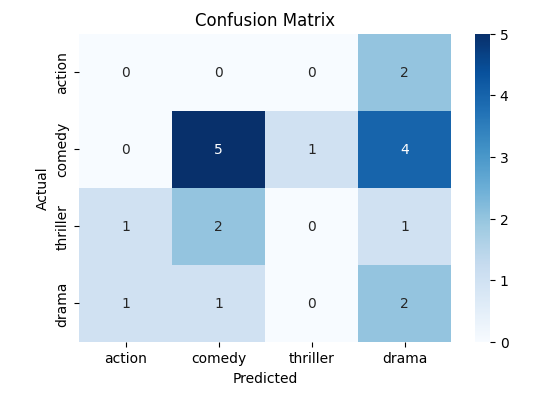 Confusion Matrix
Actual
action
0 0 0 2
comedy
0 5 1 4
thriller
1 2 0 1
drama
1 1 0 2
action comedy thriller drama
Predicted
5
4
3
2
1
0